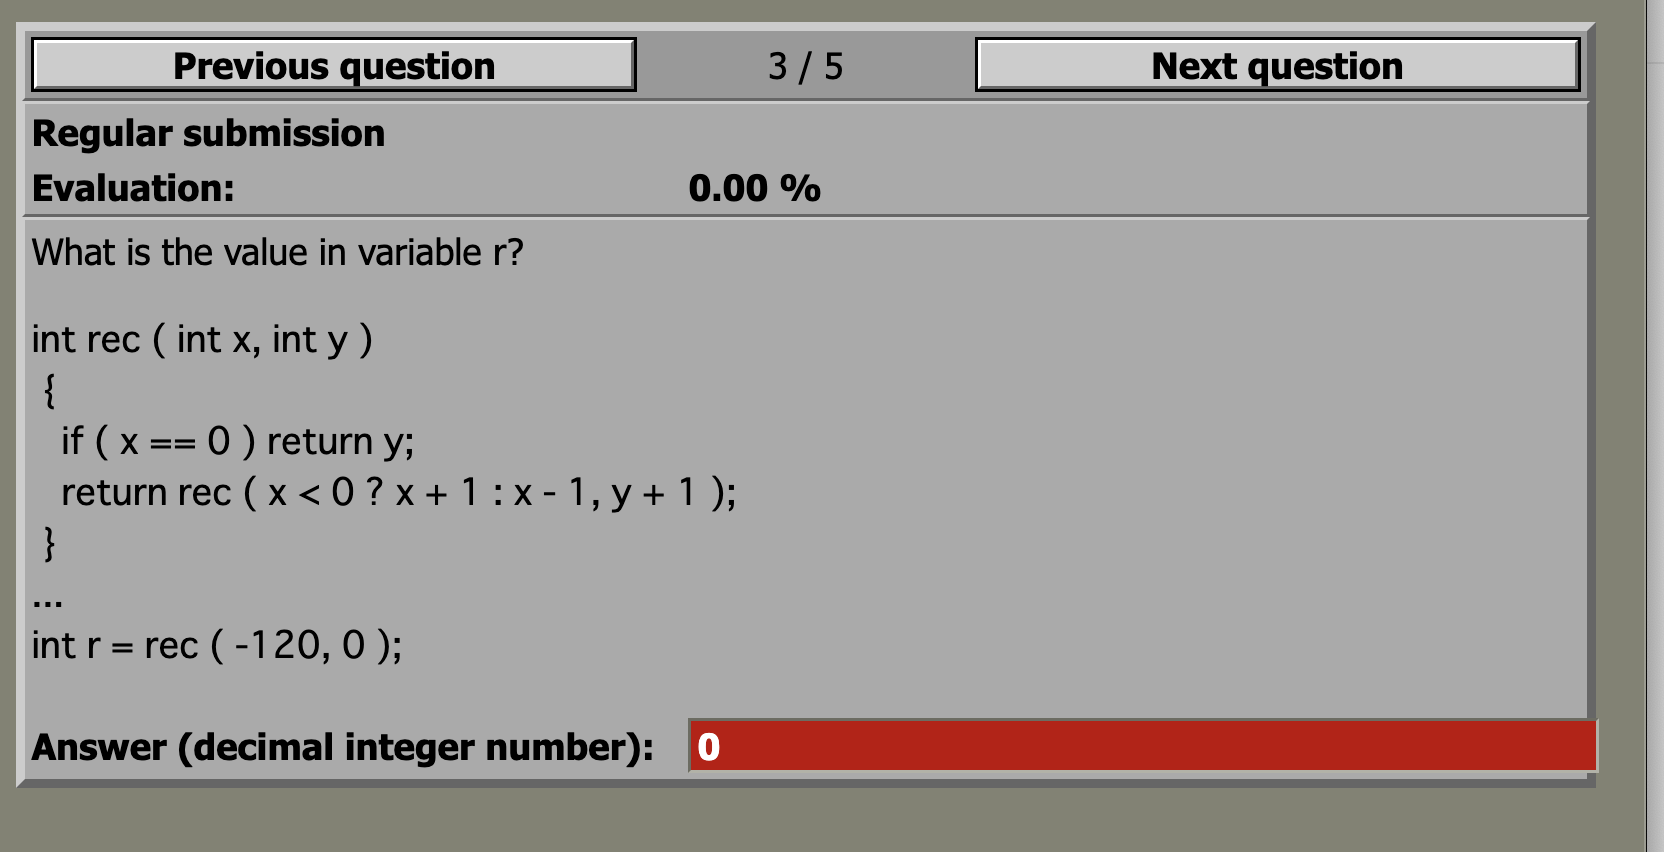 Previous question 3 / 5 Next question
Regular submission
Evaluation: 0.00 %
What is the value in variable r?
int rec ( int x, int y )
{
if ( x == 0 ) return y;
return rec ( x < 0 ? x + 1 : x - 1, y + 1 );
}
...
int r = rec ( -120, 0 );
Answer (decimal integer number): 0